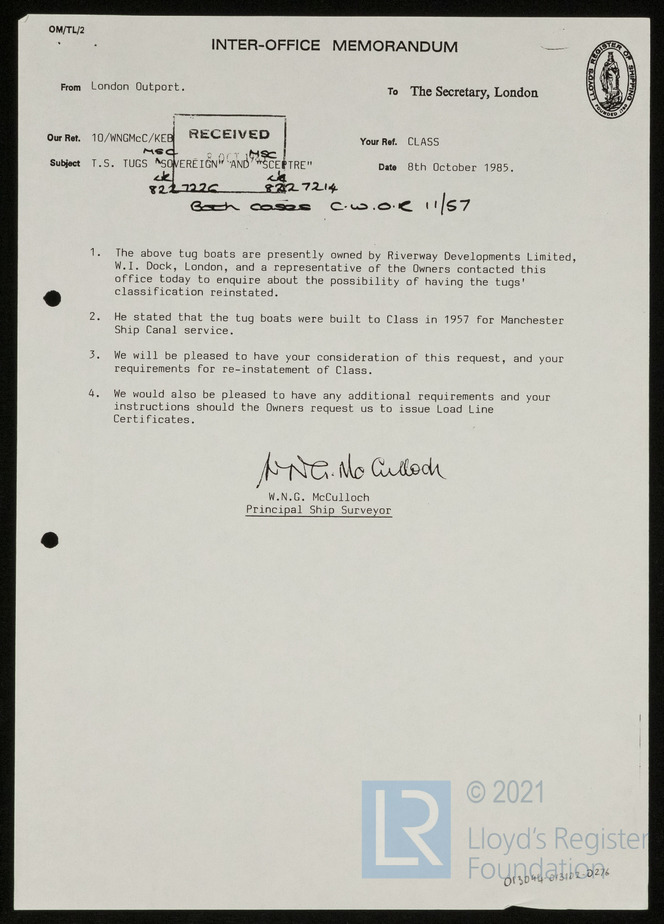 OM/TL/2
INTER-OFFICE MEMORANDUM
LLOYD'S REGISTER OF SHIPPING
From London Outport.
To The Secretary, London
Our Ref. 10/WNGMcC/KEB
RECEIVED
8 OCT
Your Ref. CLASS
MSC MSC
Subject T.S. TUGS "SOVEREIGN" AND "SCEPTRE"
Date 8th October 1985.
8227226 8227214
Both cases C.W.O.R 11/57
1. The above tug boats are presently owned by Riverway Developments Limited,
W.I. Dock, London, and a representative of the Owners contacted this
office today to enquire about the possibility of having the tugs'
classification reinstated.
2. He stated that the tug boats were built to Class in 1957 for Manchester
Ship Canal service.
3. We will be pleased to have your consideration of this request, and your
requirements for re-instatement of Class.
4. We would also be pleased to have any additional requirements and your
instructions should the Owners request us to issue Load Line
Certificates.
W.N.G. McCulloch
W.N.G. McCulloch
Principal Ship Surveyor
LR
© 2021
Lloyd's Register
Foundation